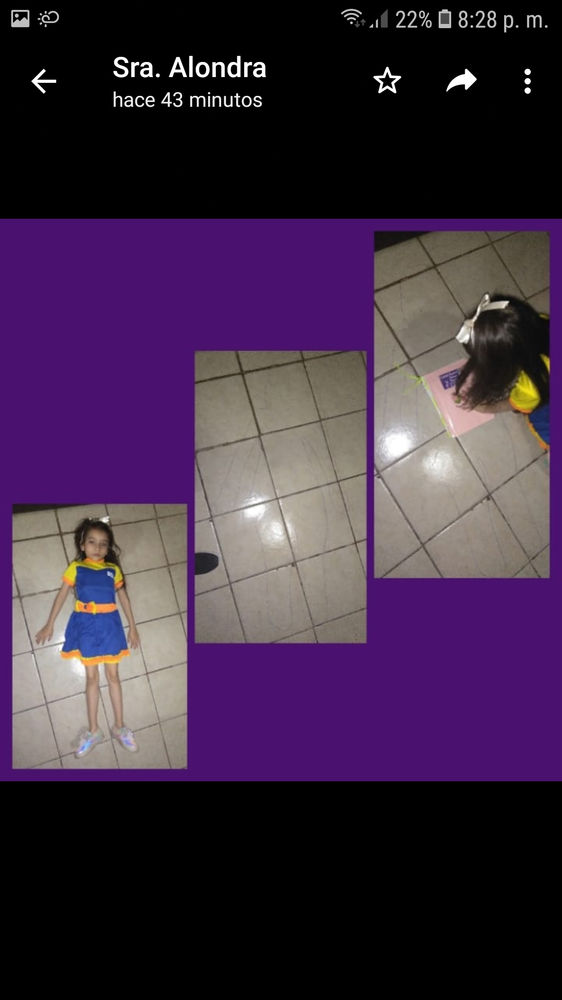 22% 8:28 p. m.
Sra. Alondra
hace 43 minutos